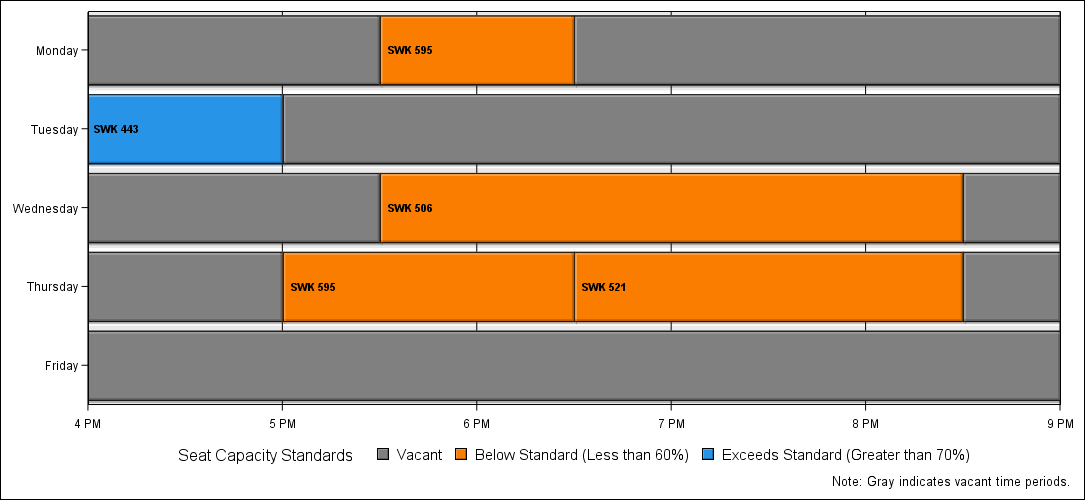 Monday
SWK 595
Tuesday
SWK 443
Wednesday
SWK 506
Thursday
SWK 595 SWK 521
Friday
4 PM 5 PM 6 PM 7 PM 8 PM 9 PM
Seat Capacity Standards Vacant Below Standard (Less than 60%) Exceeds Standard (Greater than 70%)
Note: Gray indicates vacant time periods.